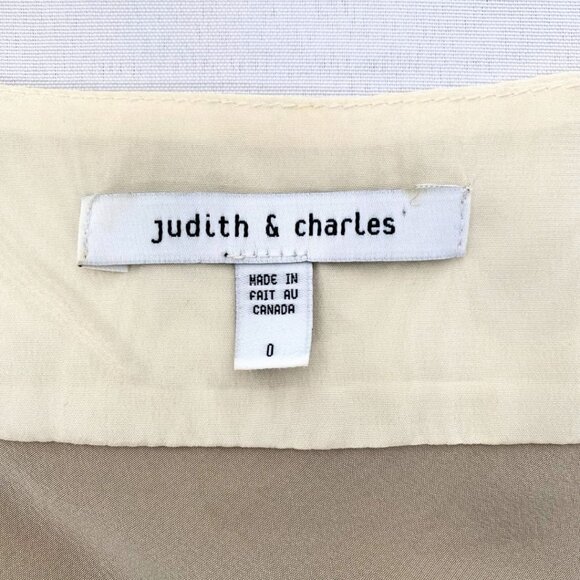 judith & charles
MADE IN
FAIT AU
CANADA
0